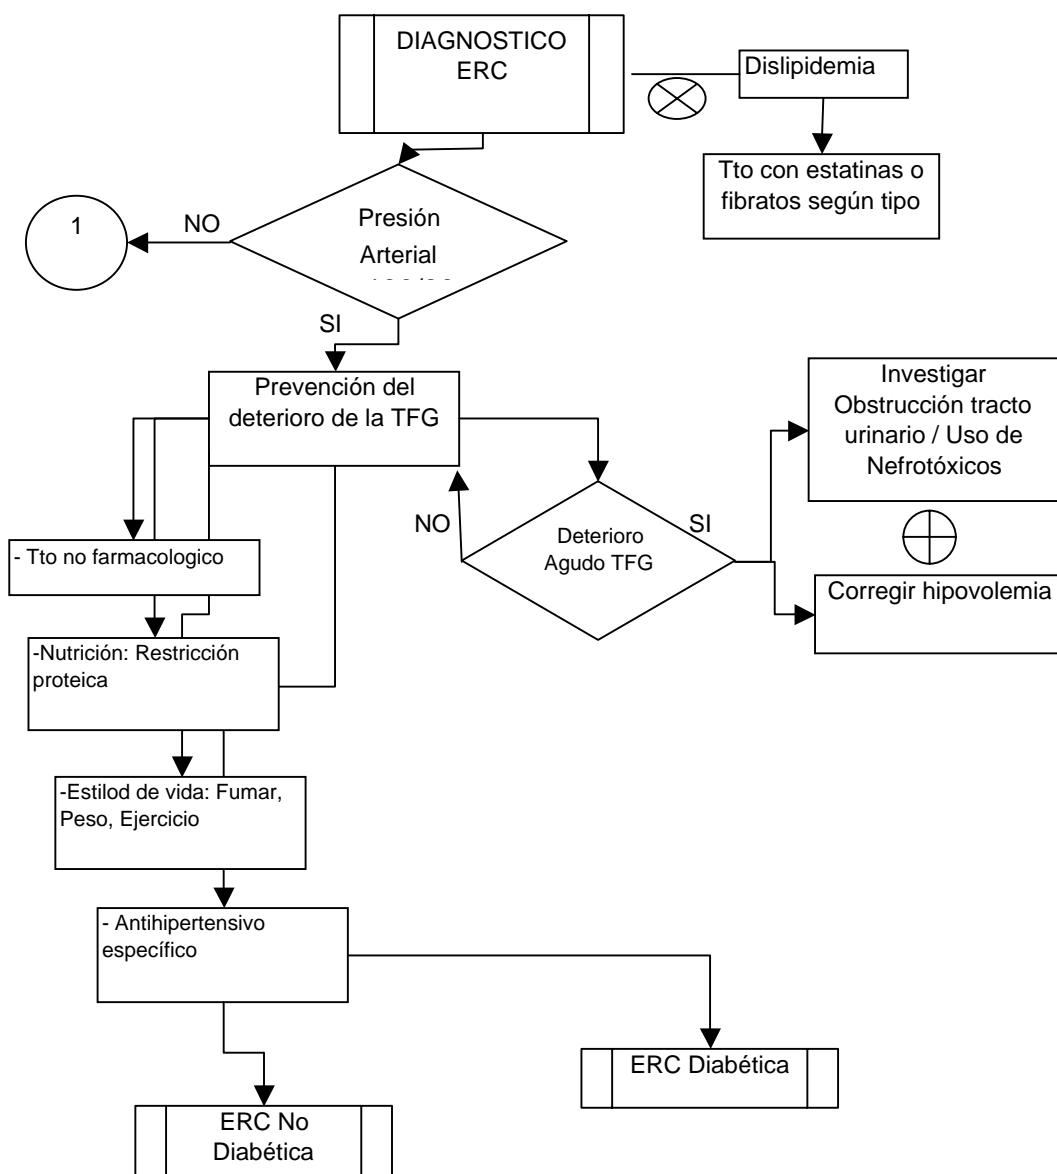 DIAGNOSTICO
ERC
Dislipidemia
Tto con estatinas o
fibratos según tipo
1
NO
Presión
Arterial
SI
Prevención del
deterioro de la TFG
Investigar
Obstrucción tracto
urinario / Uso de
Nefrotóxicos
NO
SI
Deterioro
Agudo TFG
- Tto no farmacologico
Corregir hipovolemia
-Nutrición: Restricción
proteica
-Estilod de vida: Fumar,
Peso, Ejercicio
- Antihipertensivo
específico
ERC Diabética
ERC No
Diabética